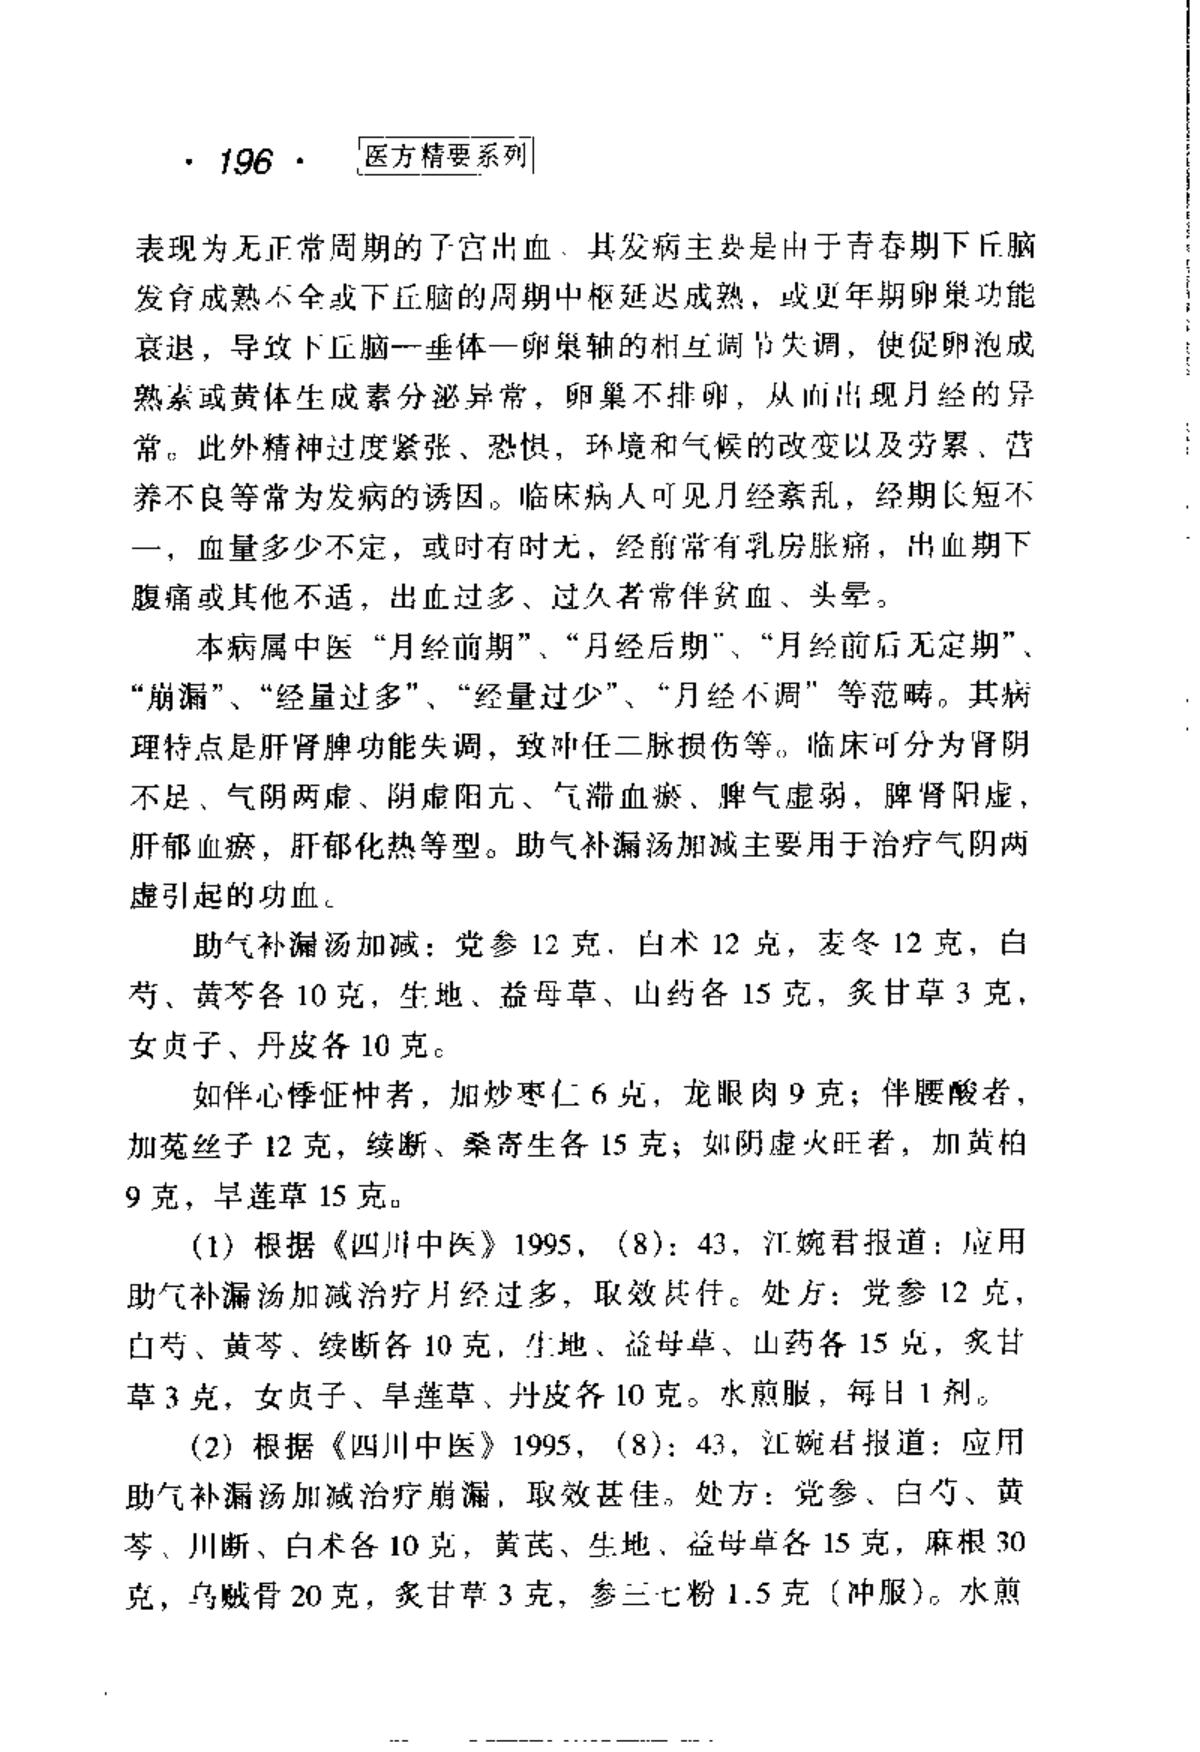 · 196 · 医方精要系列
表现为无正常周期的子宫出血、其发病主要是由于青春期下丘脑
发育成熟不全或下丘脑的周期中枢延迟成熟，或更年期卵巢功能
衰退，导致下丘脑—垂体—卵巢轴的相互调节失调，使促卵泡成
熟素或黄体生成素分泌异常，卵巢不排卵，从而出现月经的异
常。此外精神过度紧张、恐惧，环境和气候的改变以及劳累、营
养不良等常为发病的诱因。临床病人可见月经紊乱，经期长短不
一，血量多少不定，或时有时无，经前常有乳房胀痛，出血期下
腹痛或其他不适，出血过多、过久者常伴贫血、头晕。
本病属中医“月经前期”、“月经后期”、“月经前后无定期”、
“崩漏”、“经量过多”、“经量过少”、“月经不调”等范畴。其病
理特点是肝肾脾功能失调，致冲任二脉损伤等。临床可分为肾阴
不足、气阴两虚、阴虚阳亢、气滞血瘀、脾气虚弱，脾肾阳虚，
肝郁血瘀，肝郁化热等型。助气补漏汤加减主要用于治疗气阴两
虚引起的功血。
助气补漏汤加减：党参 12 克，白术 12 克，麦冬 12 克，白
芍、黄芩各 10 克，生地、益母草、山药各 15 克，炙甘草 3 克，
女贞子、丹皮各 10 克。
如伴心悸怔忡者，加炒枣仁 6 克，龙眼肉 9 克；伴腰酸者，
加菟丝子 12 克，续断、桑寄生各 15 克；如阴虚火旺者，加黄柏
9 克，旱莲草 15 克。
(1) 根据《四川中医》1995，(8)：43，江婉君报道：应用
助气补漏汤加减治疗月经过多，取效甚佳。处方：党参 12 克，
白芍、黄芩、续断各 10 克，生地、益母草、山药各 15 克，炙甘
草 3 克，女贞子、旱莲草、丹皮各 10 克。水煎服，每日 1 剂。
(2) 根据《四川中医》1995，(8)：43，江婉君报道：应用
助气补漏汤加减治疗崩漏，取效甚佳。处方：党参、白芍、黄
芩、川断、白术各 10 克，黄芪、生地、益母草各 15 克，麻根 30
克，乌贼骨 20 克，炙甘草 3 克，参三七粉 1.5 克（冲服）。水煎